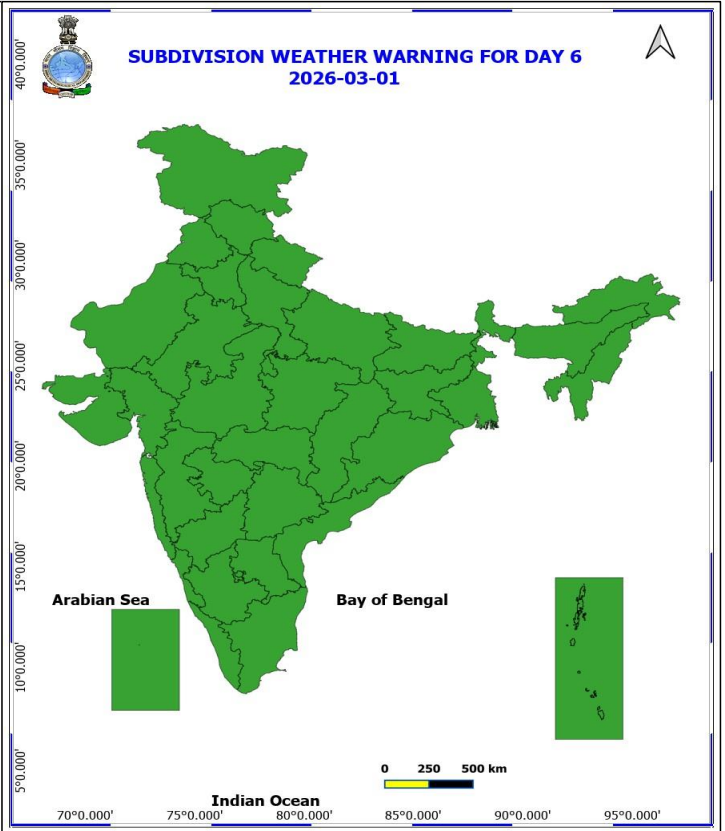 SUBDIVISION WEATHER WARNING FOR DAY 6
2026-03-01
40°0.000'
35°0.000'
30°0.000'
25°0.000'
20°0.000'
15°0.000'
10°0.000'
5°0.000'
Arabian Sea
Bay of Bengal
0 250 500 km
Indian Ocean
70°0.000' 75°0.000' 80°0.000' 85°0.000' 90°0.000' 95°0.000'